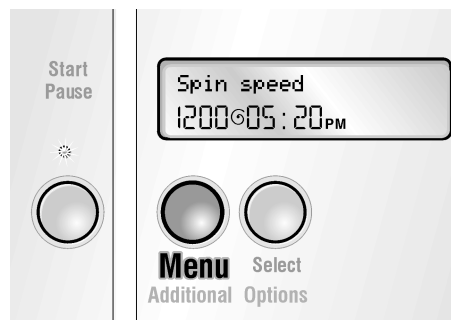 Start
Pause
Spin speed
1200 05:20PM
Menu Select
Additional Options